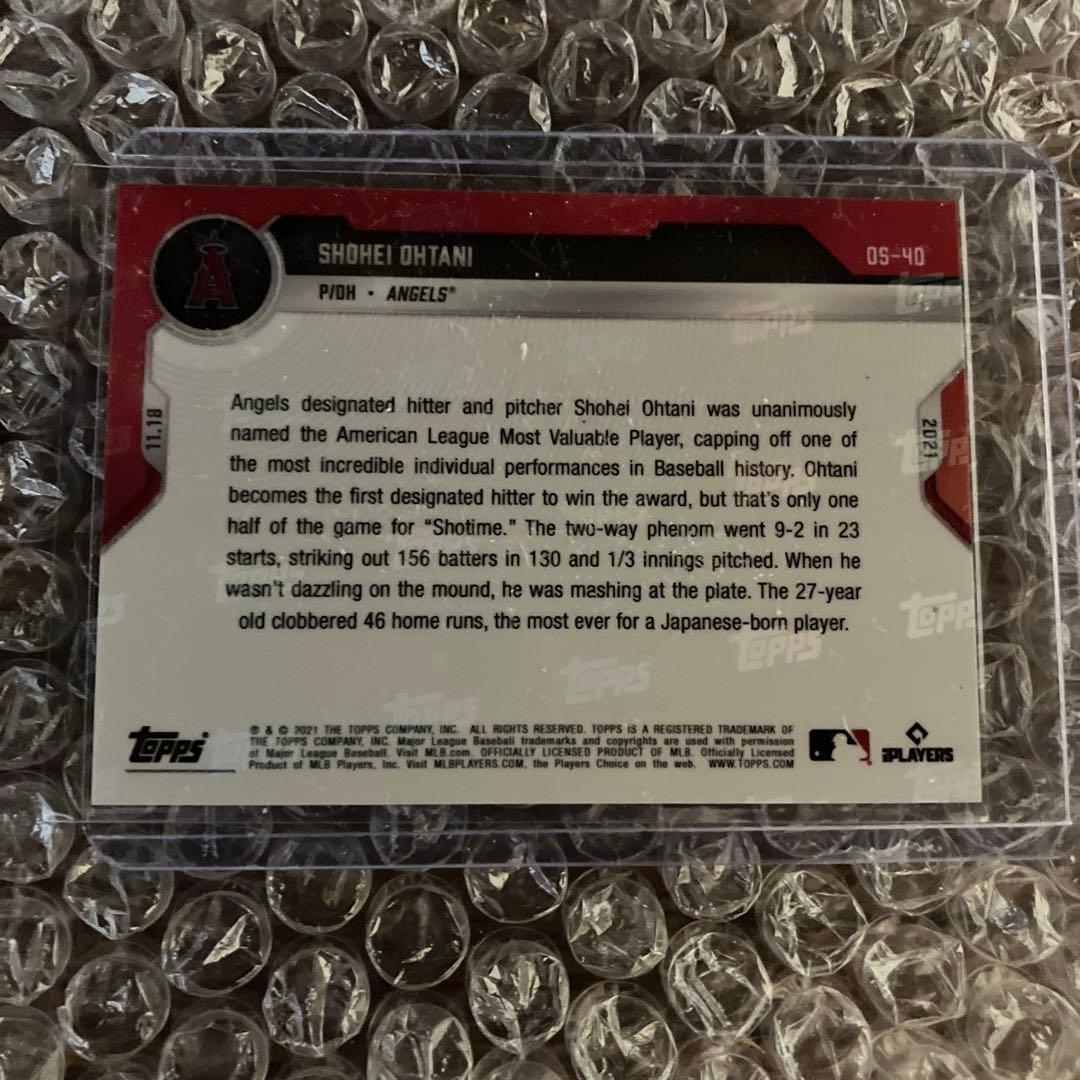 SHOHEI OHTANI
OS-40
P/DH • ANGELS®
A
11.18
2021
Angels designated hitter and pitcher Shohei Ohtani was unanimously
named the American League Most Valuable Player, capping off one of
the most incredible individual performances in Baseball history. Ohtani
becomes the first designated hitter to win the award, but that's only one
half of the game for “Shotime.” The two-way phenom went 9-2 in 23
starts, striking out 156 batters in 130 and 1/3 innings pitched. When he
wasn't dazzling on the mound, he was mashing at the plate. The 27-year
old clobbered 46 home runs, the most ever for a Japanese-born player.
Topps
Topps
Topps
Topps
Topps
topps®
® & © 2021 THE TOPPS COMPANY, INC. ALL RIGHTS RESERVED. TOPPS IS A REGISTERED TRADEMARK OF
THE TOPPS COMPANY, INC. Major League Baseball trademarks and copyrights are used with permission
of Major League Baseball. Visit MLB.com. OFFICIALLY LICENSED PRODUCT OF MLB. Officially Licensed
Product of MLB Players, Inc. Visit MLBPLAYERS.COM, the Players Choice on the web. WWW.TOPPS.COM
PLAYERS